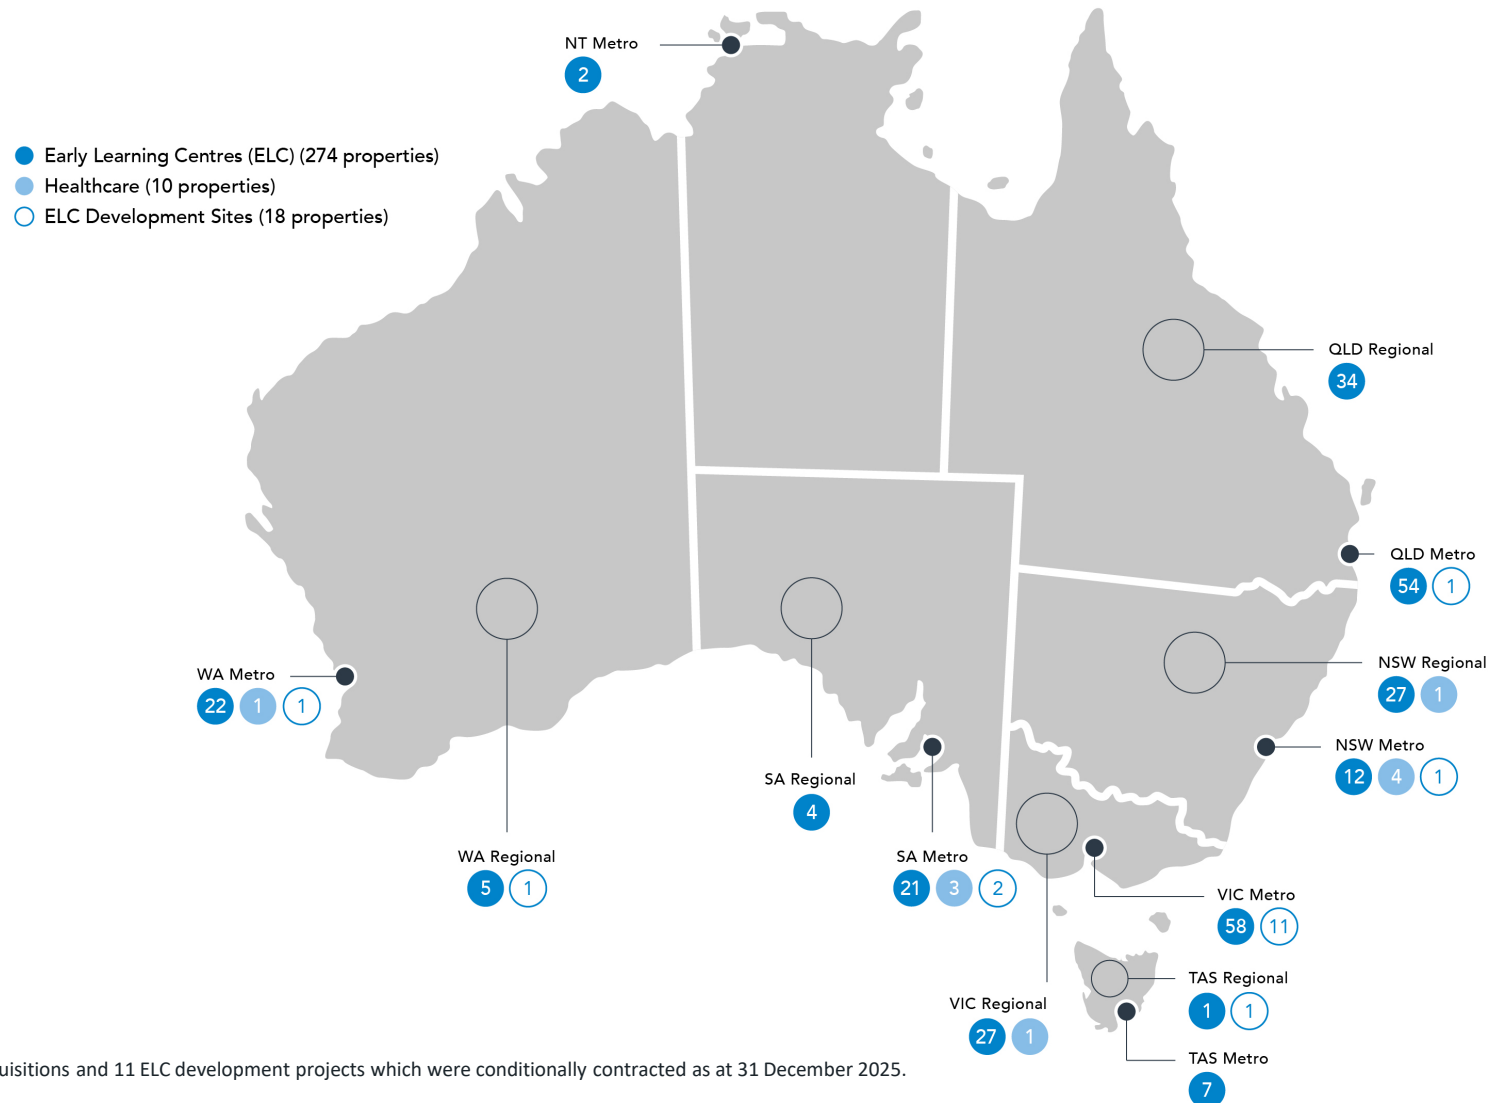 NT Metro
2
Early Learning Centres (ELC) (274 properties)
Healthcare (10 properties)
ELC Development Sites (18 properties)
QLD Regional
34
QLD Metro
54 1
NSW Regional
27 1
NSW Metro
12 4 1
WA Metro
22 1 1
SA Regional
4
WA Regional
5 1
SA Metro
21 3 2
VIC Metro
58 11
TAS Regional
1 1
VIC Regional
27 1
TAS Metro
7
uisitions and 11 ELC development projects which were conditionally contracted as at 31 December 2025.